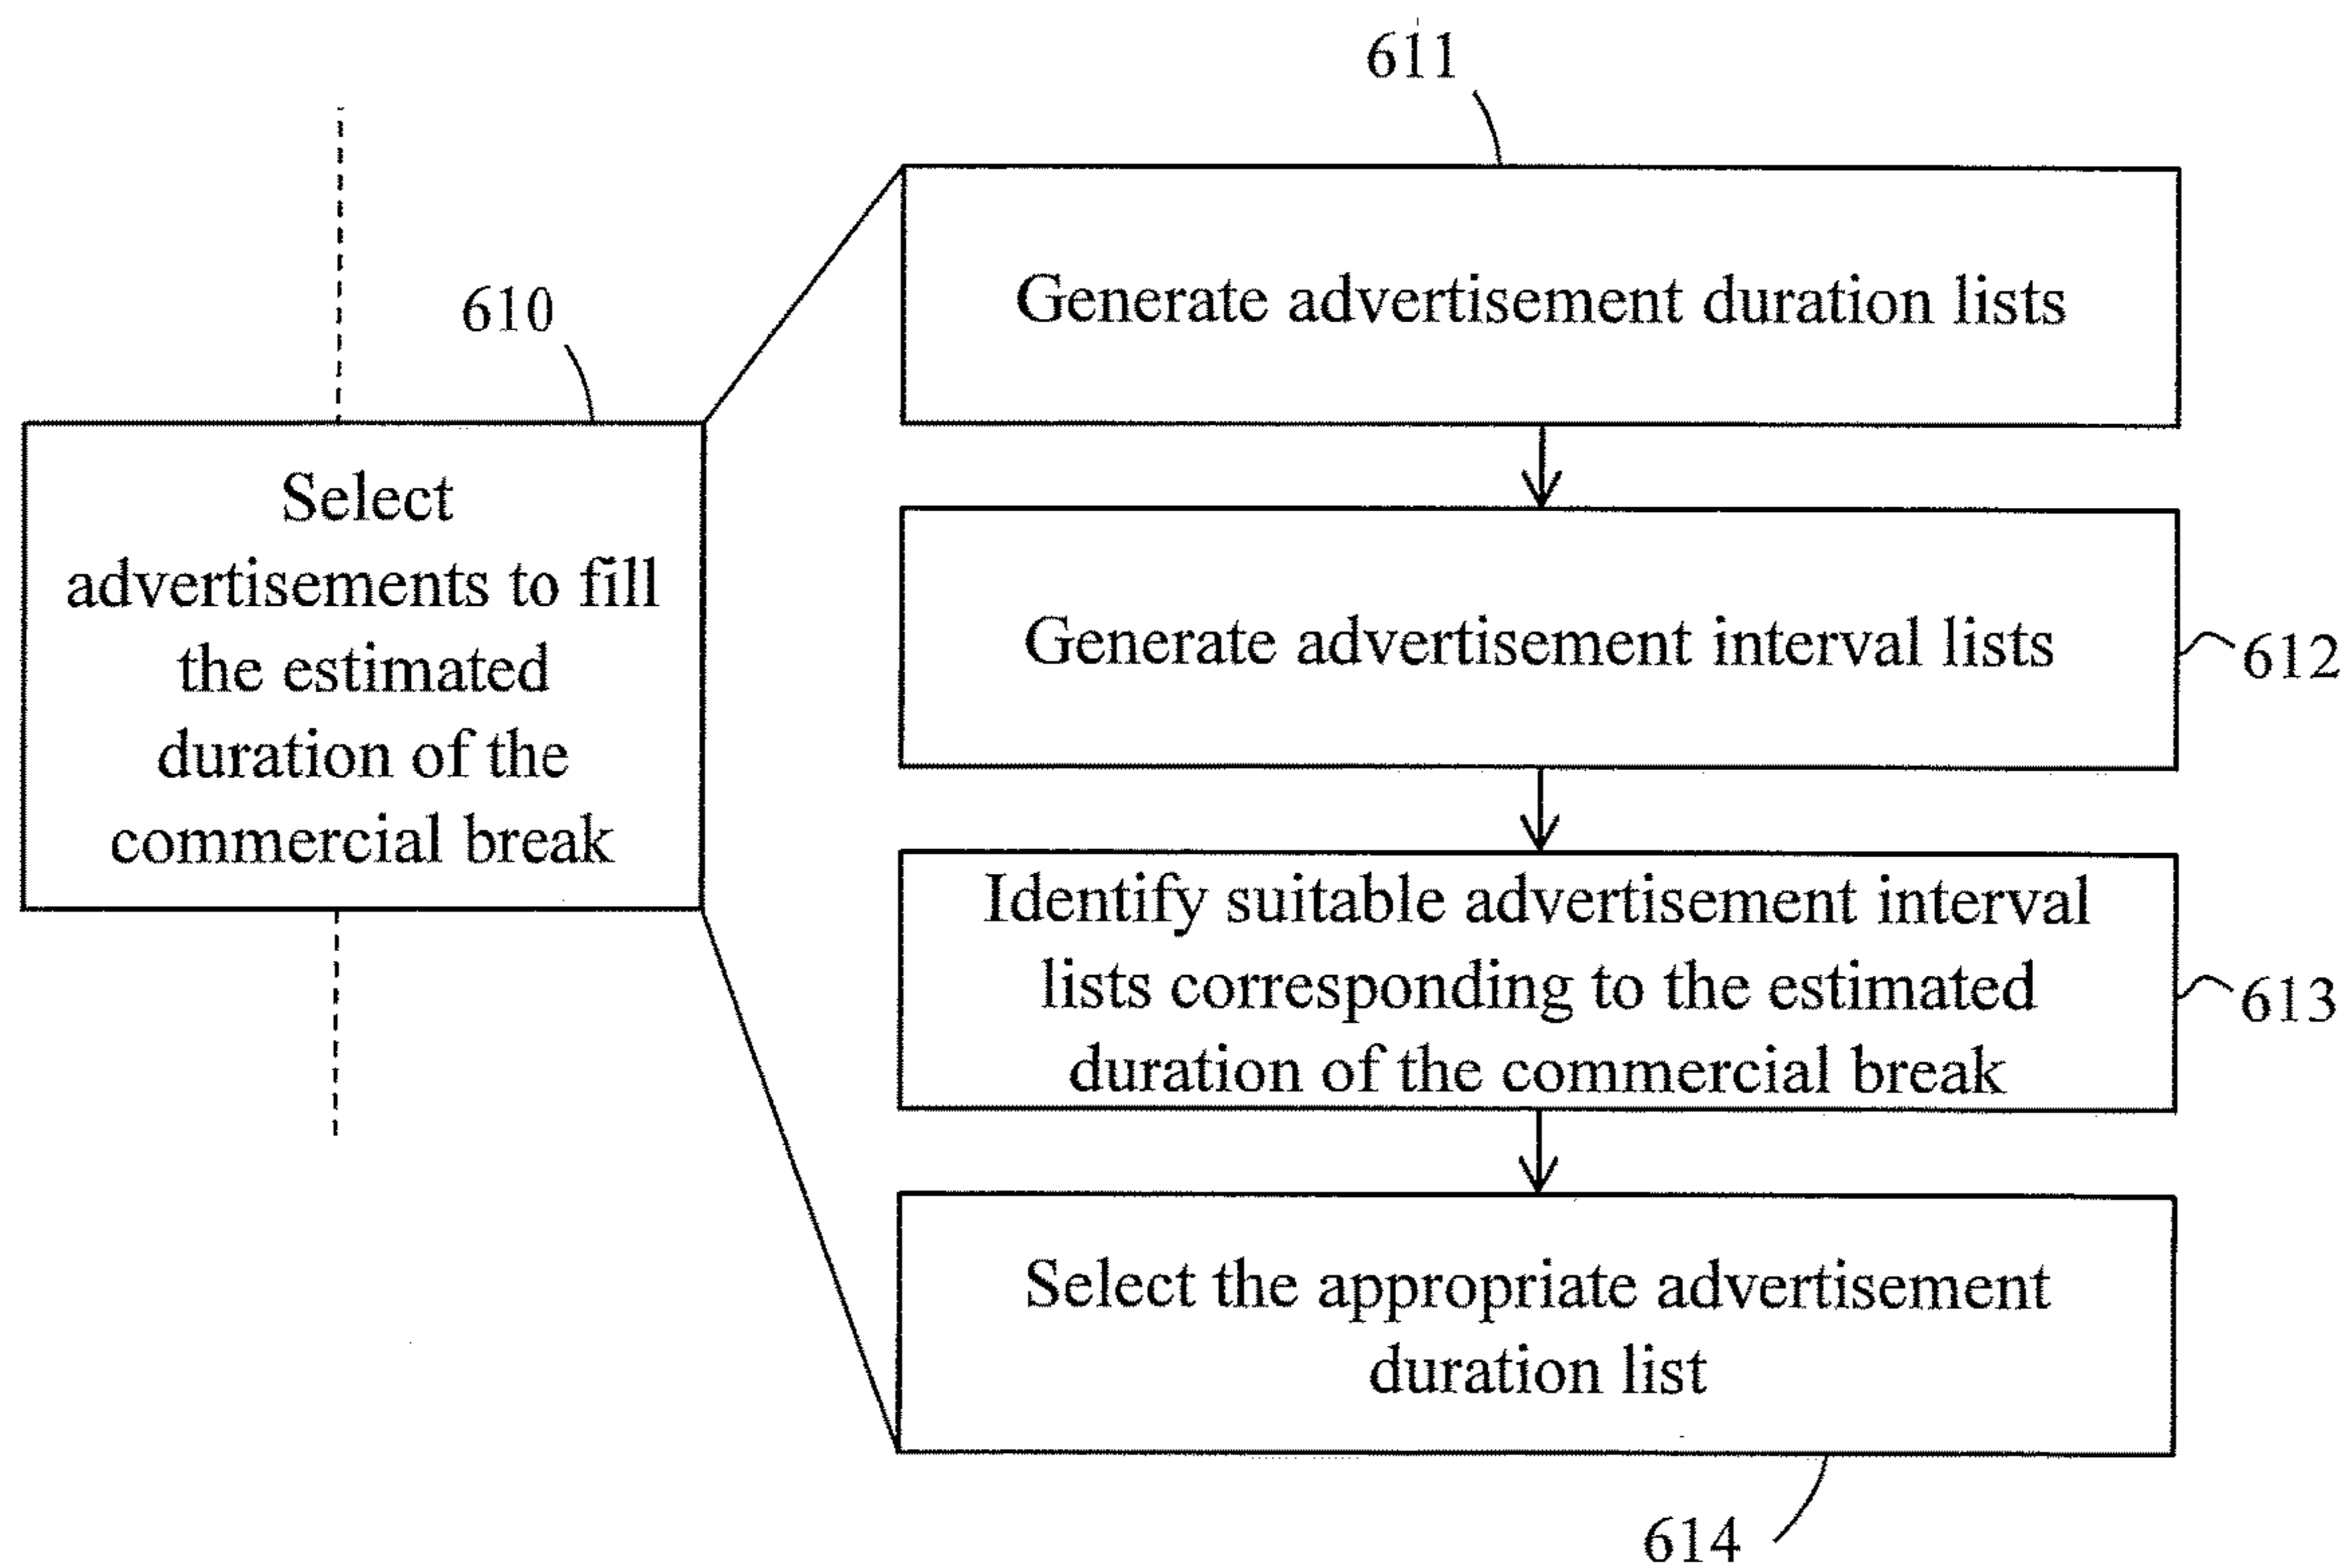 611
Generate advertisement duration lists
610
Select
advertisements to fill
the estimated
duration of the
commercial break
Generate advertisement interval lists
612
Identify suitable advertisement interval
lists corresponding to the estimated
duration of the commercial break
613
Select the appropriate advertisement
duration list
614